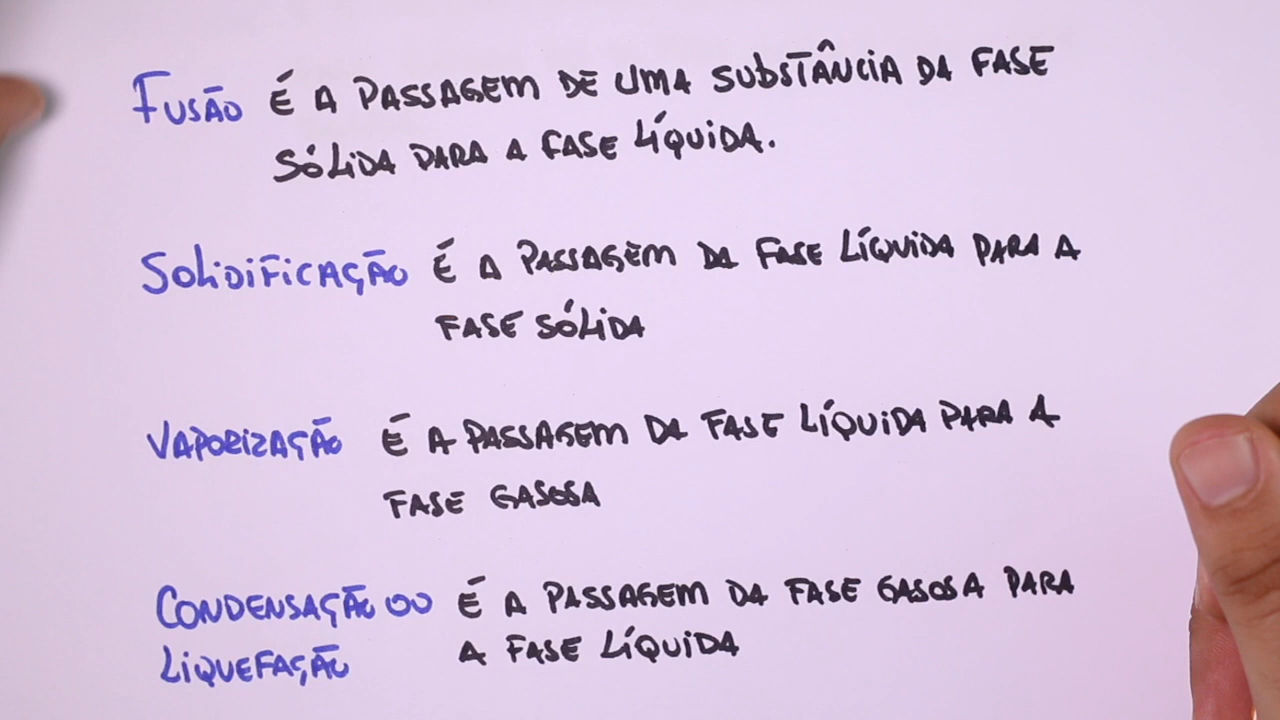 Fusão É A PASSAGEM DE UMA SUBSTÂNCIA DA FASE
SÓLIDA PARA A FASE LÍQUIDA.
SOLIDIFICAÇÃO É A PASSAGEM DA FASE LÍQUIDA PARA A
FASE SÓLIDA
VAPORIZAÇÃO É A PASSAGEM DA FASE LÍQUIDA PARA A
FASE GASOSA
CONDENSAÇÃO OU É A PASSAGEM DA FASE GASOSA PARA
LIQUEFAÇÃO A FASE LÍQUIDA